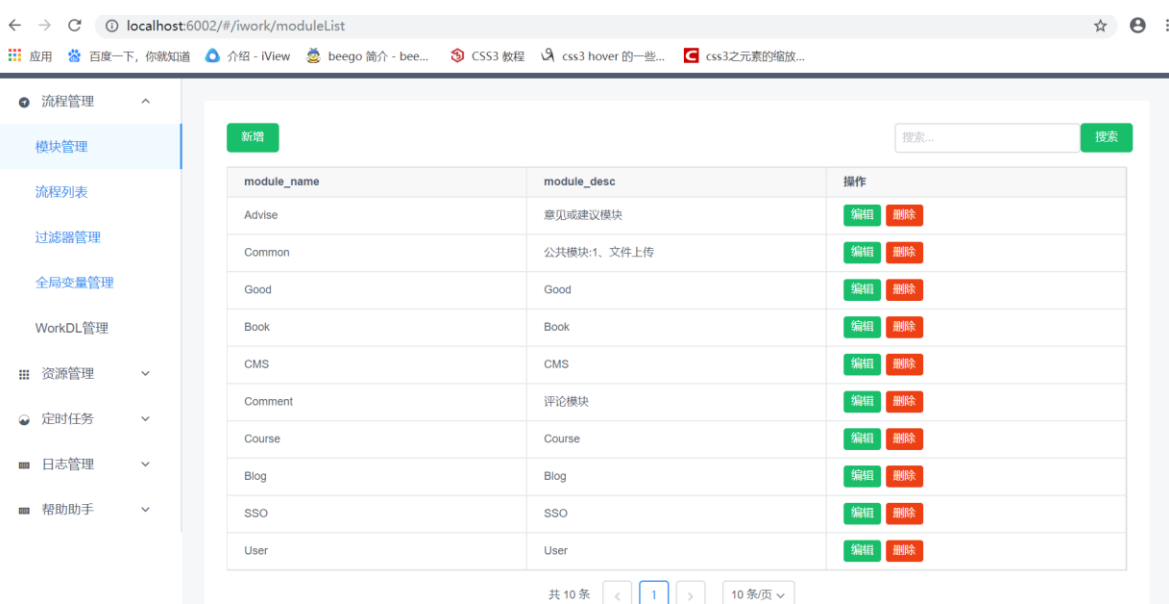 localhost:6002/#/iwork/moduleList
应用 百度一下，你就知道 介绍 - iView beego 简介 - bee... CSS3 教程 css3 hover 的一些... css3之元素的缩放...
流程管理
模块管理
流程列表
过滤器管理
全局变量管理
WorkDL管理
资源管理
定时任务
日志管理
帮助助手
新增 搜索... 搜索
module_name module_desc 操作
Advise 意见或建议模块 编辑 删除
Common 公共模块:1、文件上传 编辑 删除
Good Good 编辑 删除
Book Book 编辑 删除
CMS CMS 编辑 删除
Comment 评论模块 编辑 删除
Course Course 编辑 删除
Blog Blog 编辑 删除
SSO SSO 编辑 删除
User User 编辑 删除
共 10 条 < 1 > 10 条/页